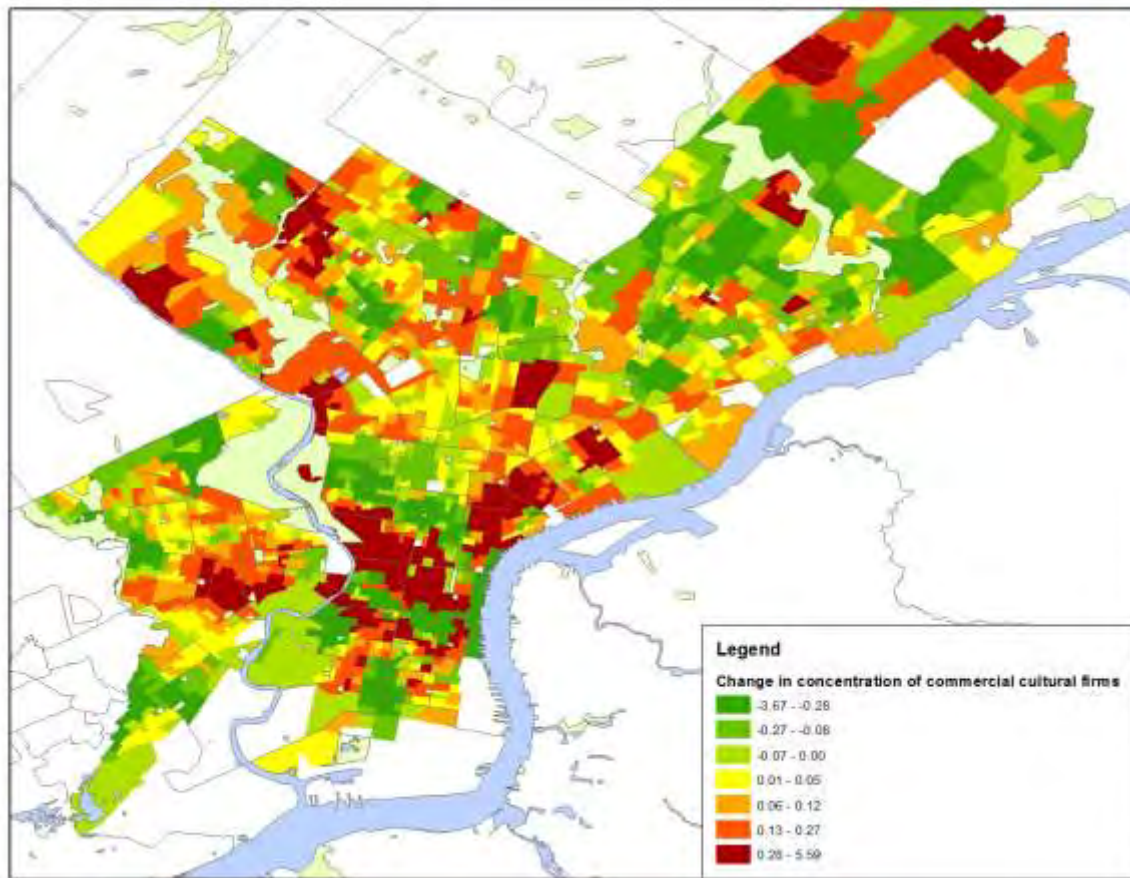 Legend
Change in concentration of commercial cultural firms
-3.67 - -0.28
-0.27 - -0.08
-0.07 - 0.00
0.01 - 0.05
0.06 - 0.12
0.13 - 0.27
0.28 - 5.59